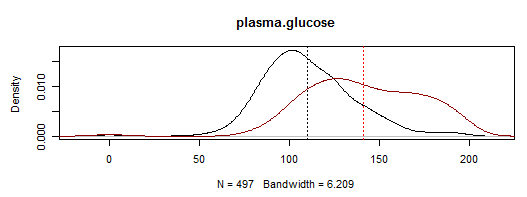 plasma.glucose
Density
0.010
0.000
0
50
100
150
200
N = 497 Bandwidth = 6.209